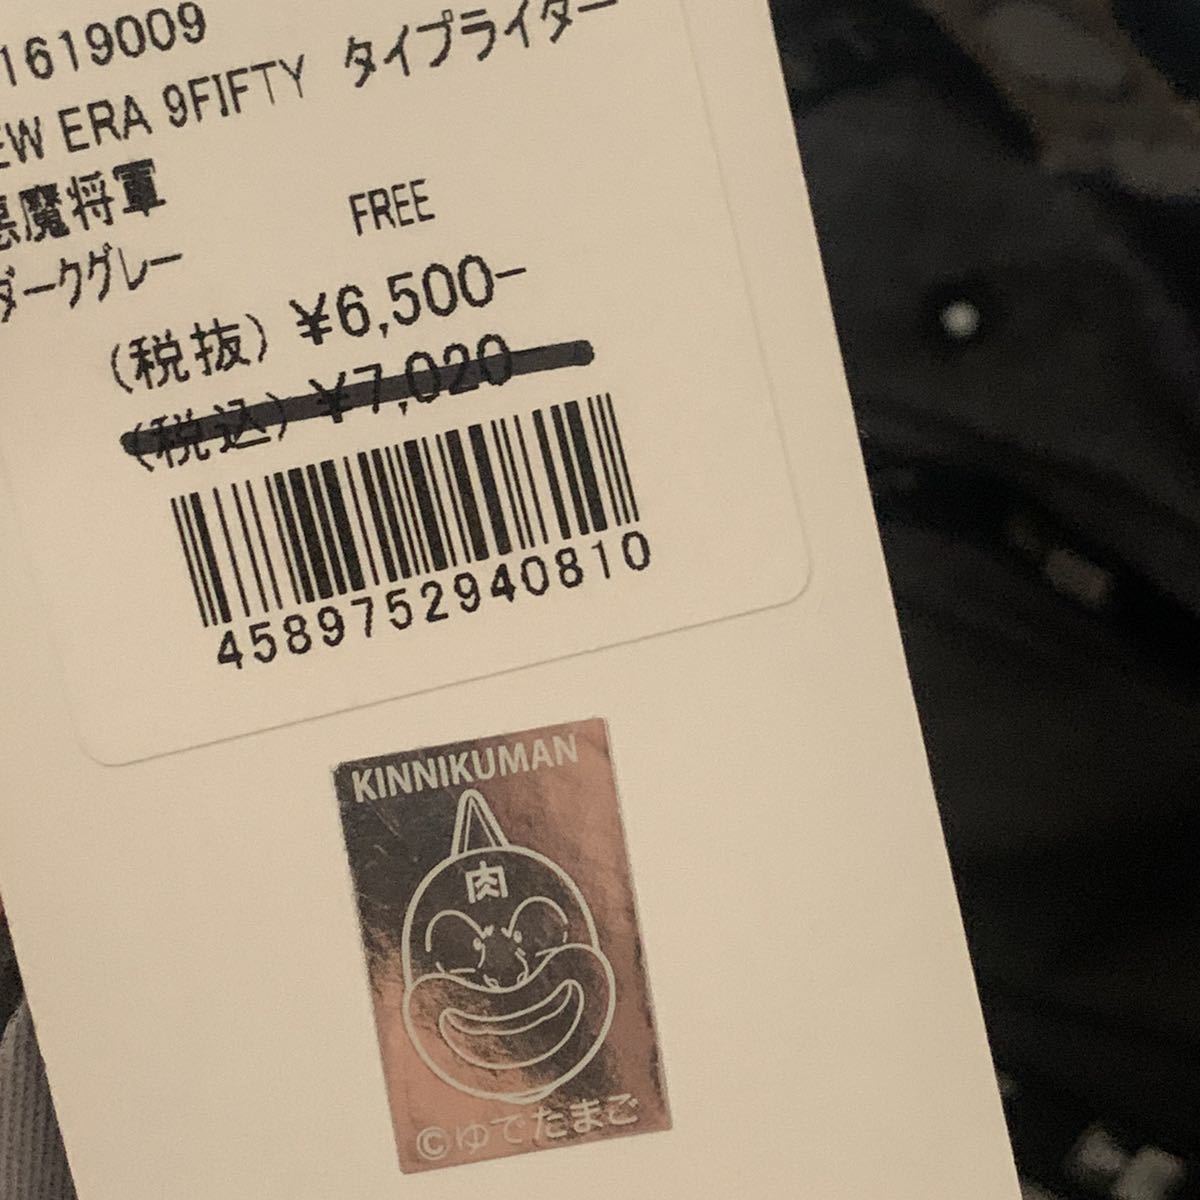 1619009
EW ERA 9FIFTY タイプライター
悪魔将軍
FREE
ダークグレー
(税抜) ¥6,500-
(税込) ¥7,020
4589752940810
KINNIKUMAN
肉
©ゆでたまご